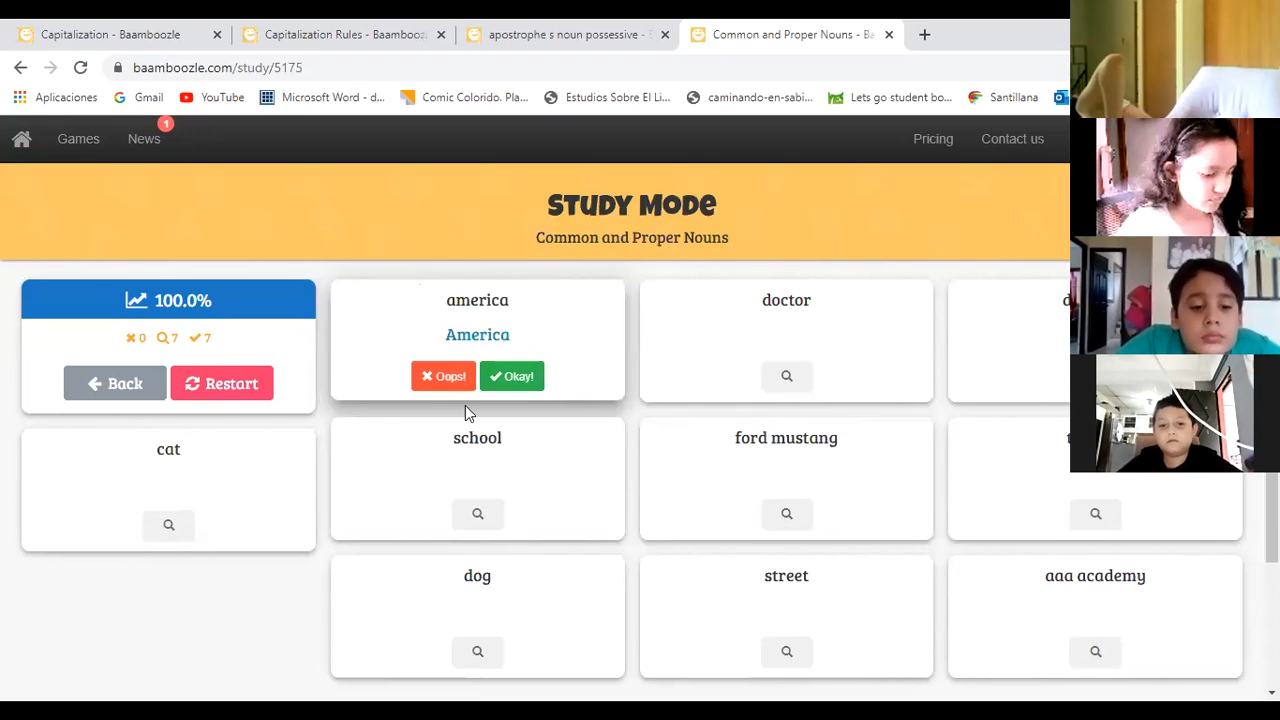 Capitalization - Baamboozle
Capitalization Rules - Baambooz
apostrophe s noun possessive -
Common and Proper Nouns - Ba
baamboozle.com/study/5175
Aplicaciones
Gmail
YouTube
Microsoft Word - d...
Comic Colorido. Pla...
Estudios Sobre El Li...
caminando-en-sabi...
Lets go student bo...
Santillana
Games
News
1
Pricing
Contact us
Study Mode
Common and Proper Nouns
100.0%
0 7 7
Back
Restart
america
America
Oops!
Okay!
doctor
cat
school
ford mustang
dog
street
aaa academy